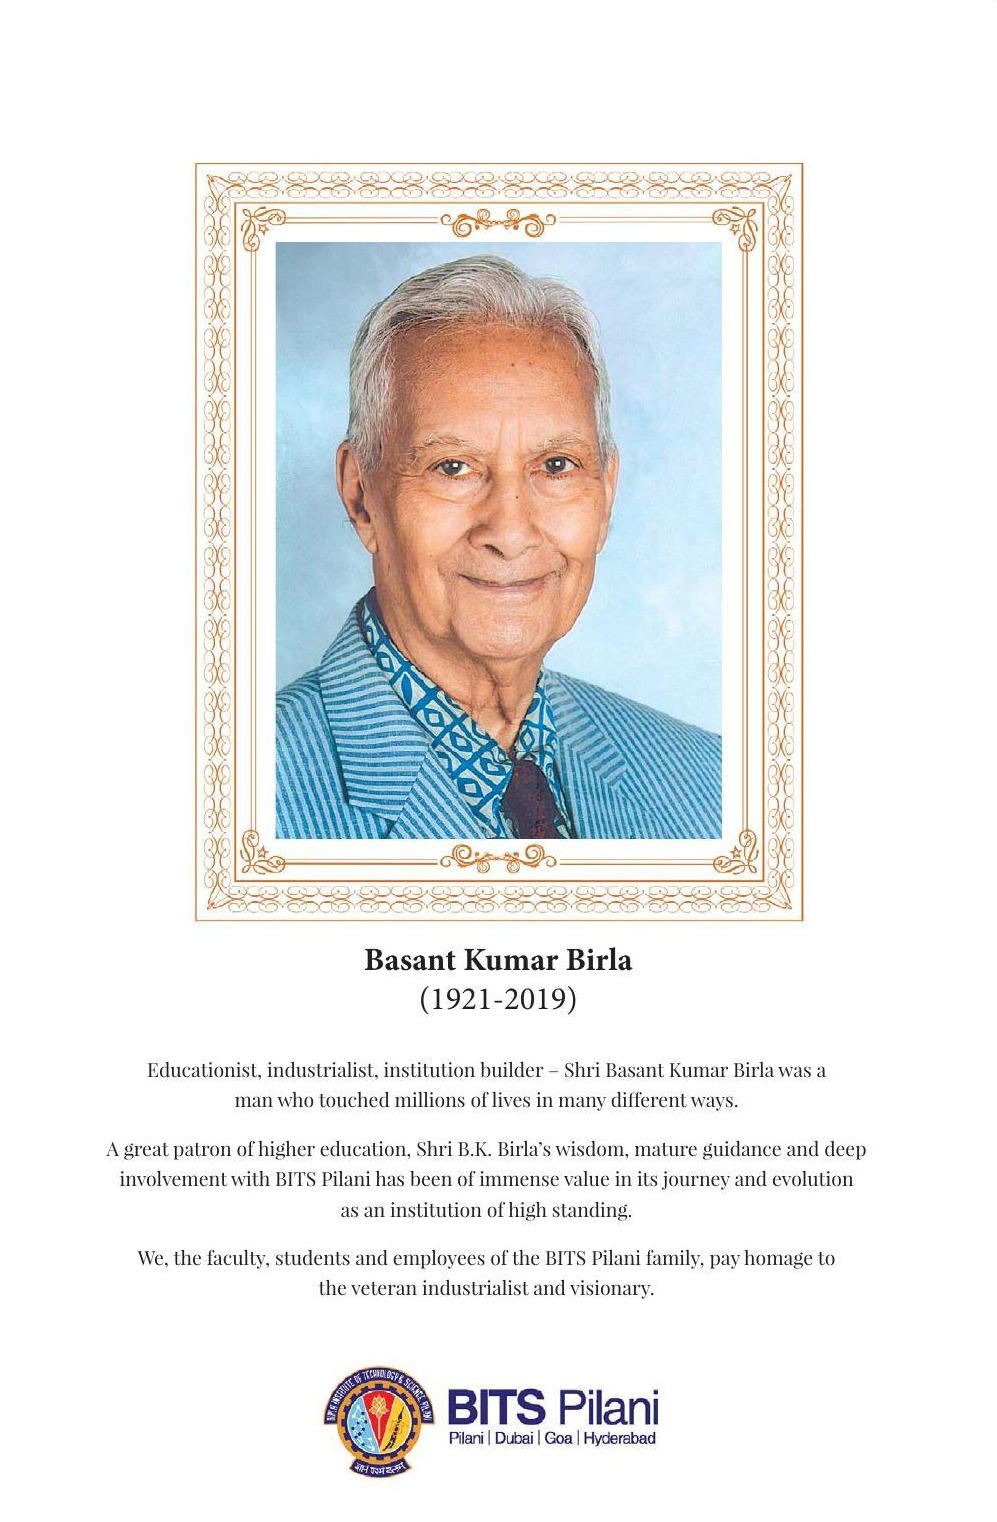 Basant Kumar Birla
(1921-2019)
Educationist, industrialist, institution builder – Shri Basant Kumar Birla was a
man who touched millions of lives in many different ways.
A great patron of higher education, Shri B.K. Birla’s wisdom, mature guidance and deep
involvement with BITS Pilani has been of immense value in its journey and evolution
as an institution of high standing.
We, the faculty, students and employees of the BITS Pilani family, pay homage to
the veteran industrialist and visionary.
BIRLA INSTITUTE OF TECHNOLOGY & SCIENCE PILANI
BITS Pilani
Pilani | Dubai | Goa | Hyderabad